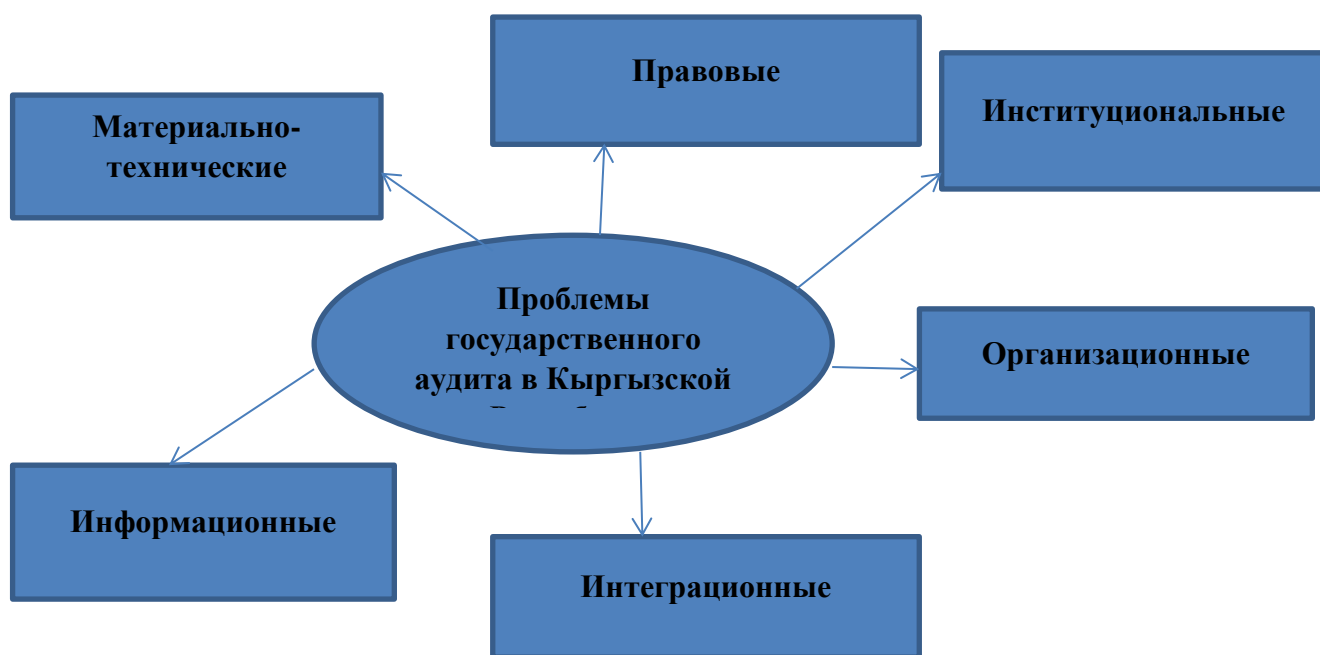 Правовые
Материально-
технические
Институциональные
Проблемы
государственного
аудита в Кыргызской
Организационные
Информационные
Интеграционные